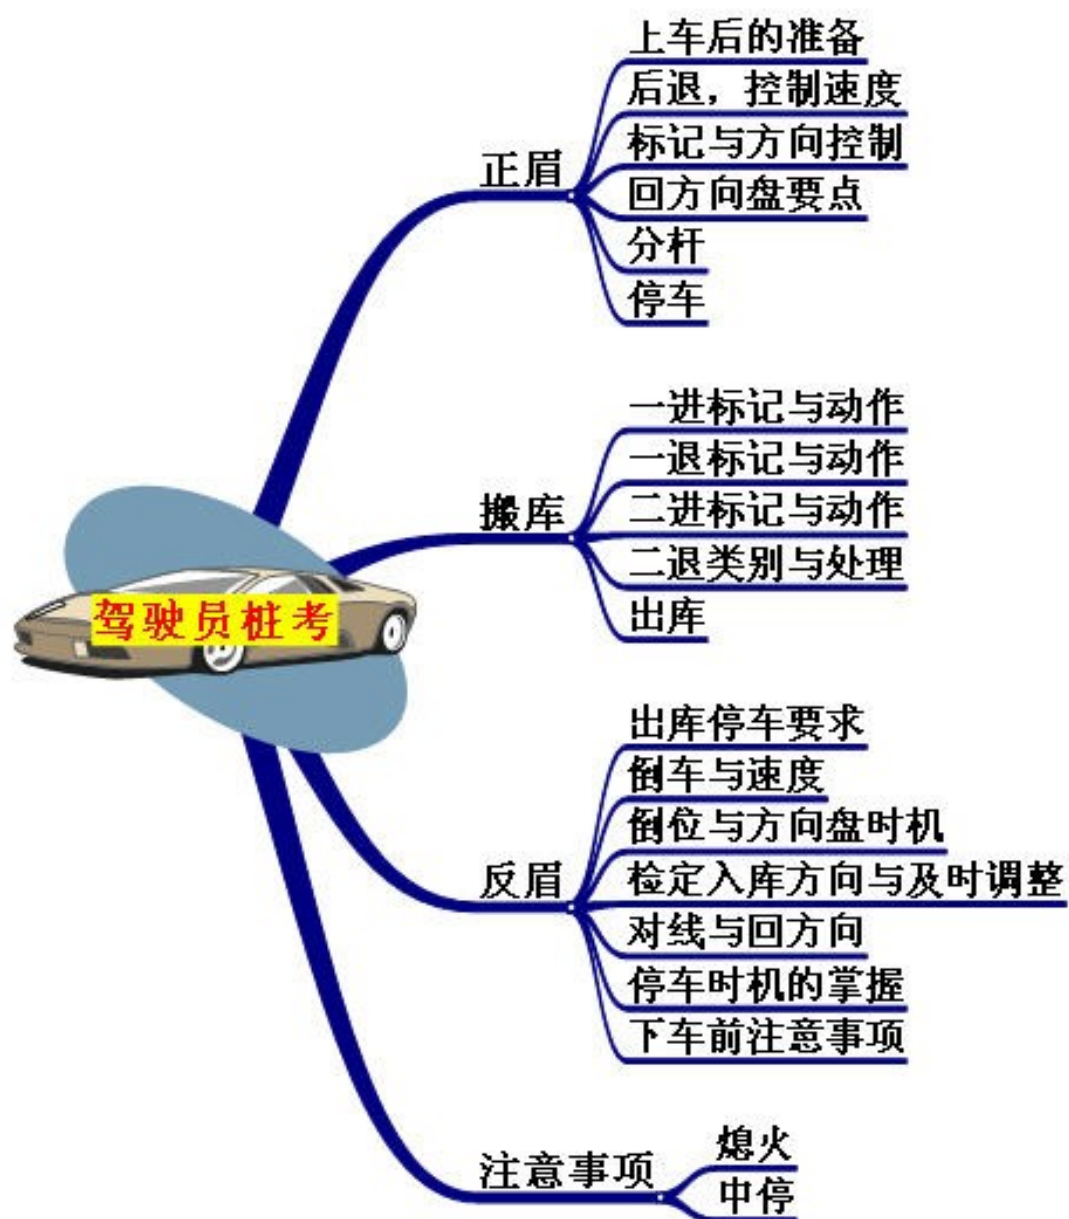 上车后的准备
后退，控制速度
标记与方向控制
正眉
回方向盘要点
分杆
停车
一进标记与动作
一退标记与动作
搬库
二进标记与动作
二退类别与处理
出库
驾驶员桩考
出库停车要求
倒车与速度
倒位与方向盘时机
反眉
检定入库方向与及时调整
对线与回方向
停车时机的掌握
下车前注意事项
注意事项
熄火
中停